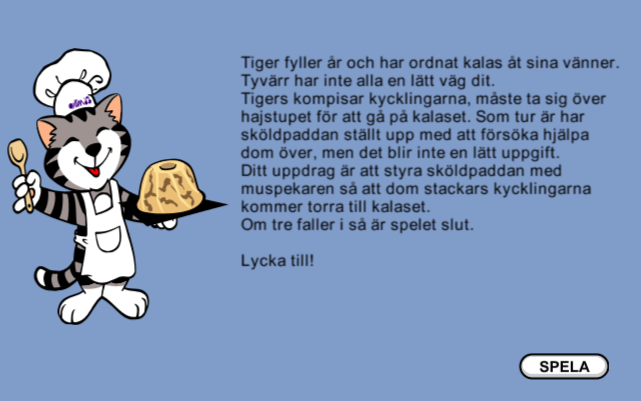 Tiger fyller år och har ordnat kalas åt sina vänner.
Tyvärr har inte alla en lätt väg dit.
Tigers kompisar kycklingarna, måste ta sig över
hajstupet för att gå på kalaset. Som tur är har
sköldpaddan ställt upp med att försöka hjälpa
dom över, men det blir inte en lätt uppgift.
Ditt uppdrag är att styra sköldpaddan med
muspekaren så att dom stackars kycklingarna
kommer torra till kalaset.
Om tre faller i så är spelet slut.
Lycka till!
SPELA